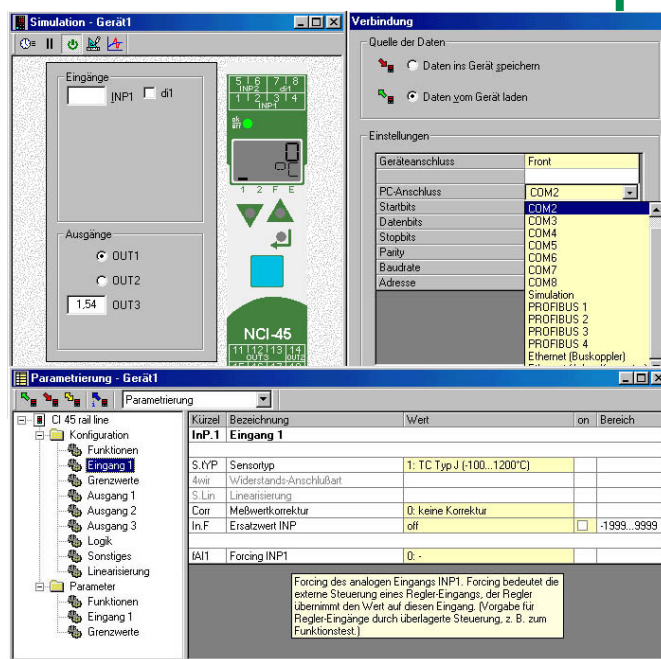 Simulation - Gerät1
Eingänge
INP1
di1
Ausgänge
OUT1
OUT2
1,54 OUT3
5 6 7 8
INP2 di1
1 2 3 4
INP1
ok
err
0
°C
1 2 F E
NCI-45
11 12 13 14
OUT3 OUT2
15 16 17 18
Verbindung
Quelle der Daten
Daten ins Gerät speichern
Daten vom Gerät laden
Einstellungen
Geräteanschluss Front
PC-Anschluss COM2
Startbits
Datenbits
Stopbits
Parity
Baudrate
Adresse
COM2
COM3
COM4
COM5
COM6
COM7
COM8
Simulation
PROFIBUS 1
PROFIBUS 2
PROFIBUS 3
PROFIBUS 4
Ethernet (Buskoppler)
Parametrierung - Gerät1
Parametrierung
CI 45 rail line
Konfiguration
Funktionen
Eingang 1
Grenzwerte
Ausgang 1
Ausgang 2
Ausgang 3
Logik
Sonstiges
Linearisierung
Parameter
Funktionen
Eingang 1
Grenzwerte
Kürzel Bezeichnung Wert on Bereich
InP.1 Eingang 1
S.tYP Sensortyp 1: TC Typ J (-100...1200°C)
4wir Widerstands-Anschlußart
S.Lin Linearisierung
Corr Meßwertkorrektur 0: keine Korrektur
In.F Ersatzwert INP off -1999...9999
fAI1 Forcing INP1 0: -
Forcing des analogen Eingangs INP1. Forcing bedeutet die
externe Steuerung eines Regler-Eingangs, der Regler
übernimmt den Wert auf diesen Eingang. (Vorgabe für
Regler-Eingänge durch überlagerte Steuerung, z. B. zum
Funktionstest.)